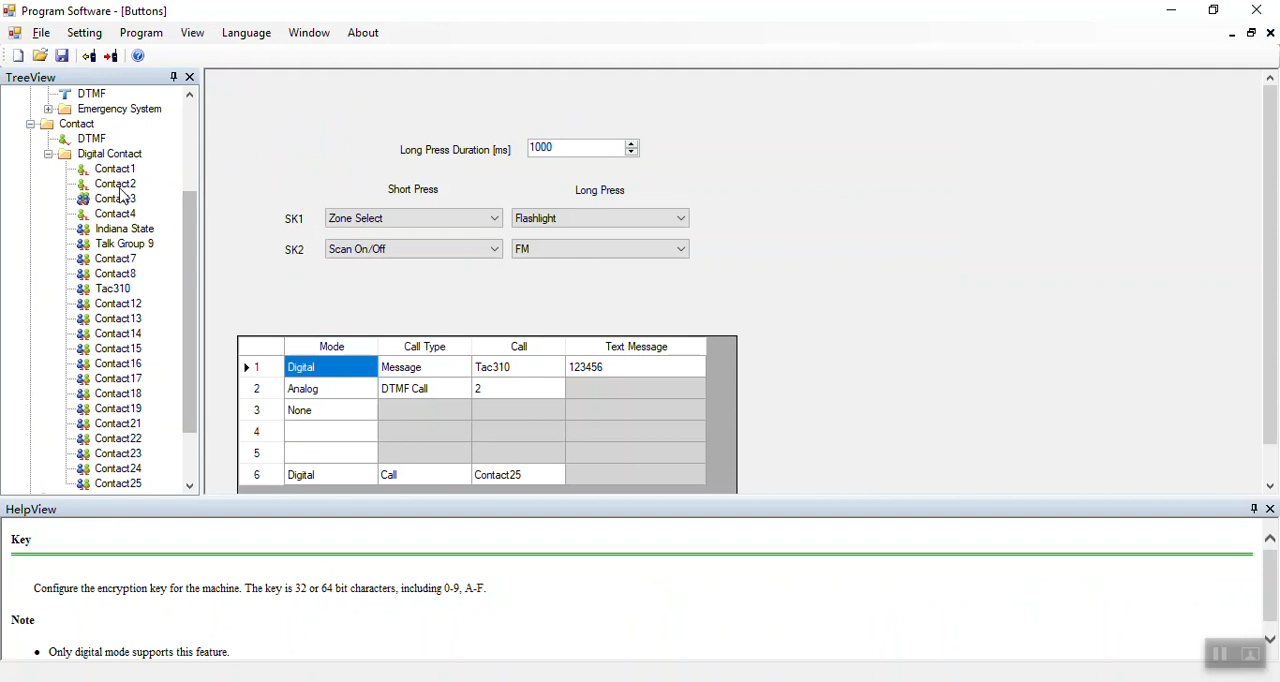 Program Software - [Buttons]
File Setting Program View Language Window About
TreeView
DTMF
Emergency System
Contact
DTMF
Digital Contact
Contact1
Contact2
Contact3
Contact4
Indiana State
Talk Group 9
Contact7
Contact8
Tac310
Contact12
Contact13
Contact14
Contact15
Contact16
Contact17
Contact18
Contact19
Contact21
Contact22
Contact23
Contact24
Contact25
Long Press Duration [ms] 1000
Short Press Long Press
SK1 Zone Select Flashlight
SK2 Scan On/Off FM
Mode Call Type Call Text Message
1 Digital Message Tac310 123456
2 Analog DTMF Call 2
3 None
4
5
6 Digital Call Contact25
HelpView
Key
Configure the encryption key for the machine. The key is 32 or 64 bit characters, including 0-9, A-F.
Note
• Only digital mode supports this feature.